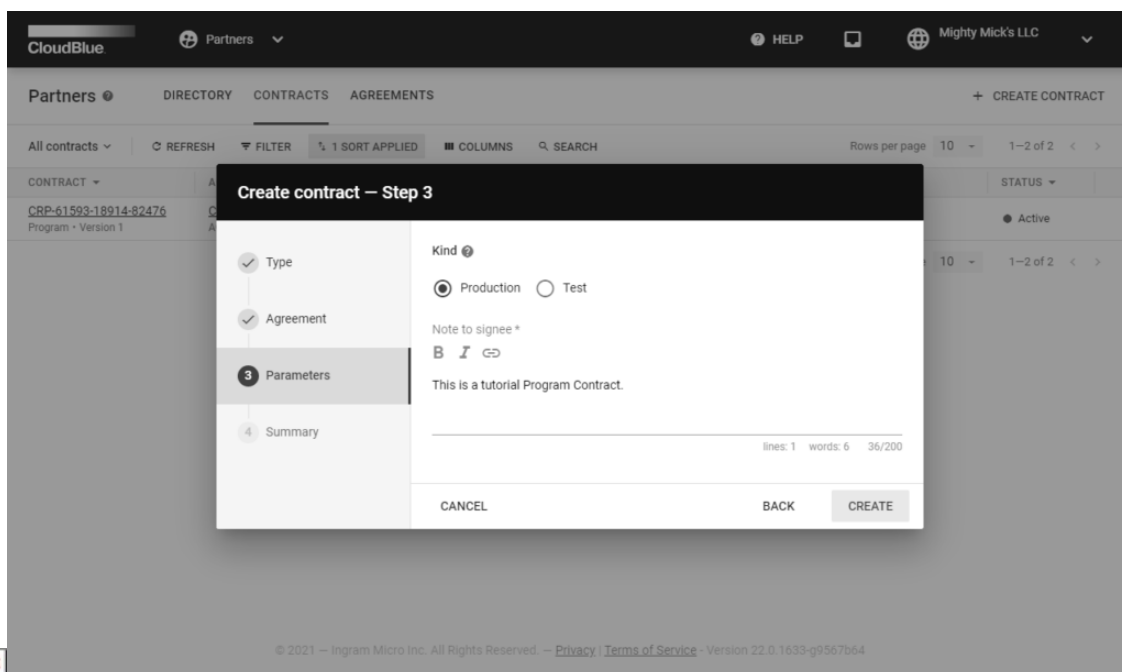 CloudBlue. Partners HELP Mighty Mick's LLC
Partners DIRECTORY CONTRACTS AGREEMENTS + CREATE CONTRACT
All contracts REFRESH FILTER 1 SORT APPLIED COLUMNS SEARCH Rows per page 10 1–2 of 2
CONTRACT A STATUS
CRP-61593-18914-82476 C Active
Program • Version 1 A
10 1–2 of 2
Create contract — Step 3
Type
Agreement
3 Parameters
4 Summary
Kind
Production Test
Note to signee *
B I
This is a tutorial Program Contract.
lines: 1 words: 6 36/200
CANCEL BACK CREATE
© 2021 — Ingram Micro Inc. All Rights Reserved. — Privacy | Terms of Service - Version 22.0.1633-g9567b64